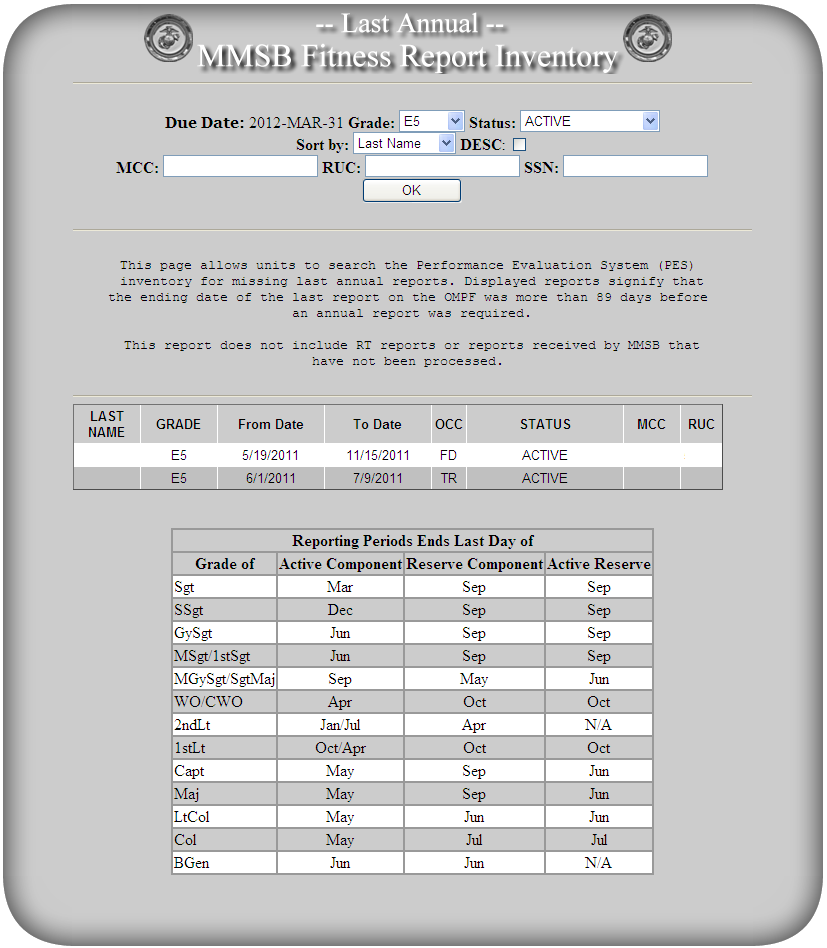 -- Last Annual --
MMSB Fitness Report Inventory
Due Date: 2012-MAR-31 Grade: E5 Status: ACTIVE
Sort by: Last Name DESC:
MCC: RUC: SSN:
OK
This page allows units to search the Performance Evaluation System (PES)
inventory for missing last annual reports. Displayed reports signify that
the ending date of the last report on the OMPF was more than 89 days before
an annual report was required.
This report does not include RT reports or reports received by MMSB that
have not been processed.
LAST NAME GRADE From Date To Date OCC STATUS MCC RUC
E5 5/19/2011 11/15/2011 FD ACTIVE
E5 6/1/2011 7/9/2011 TR ACTIVE
Reporting Periods Ends Last Day of
Grade of Active Component Reserve Component Active Reserve
Sgt Mar Sep Sep
SSgt Dec Sep Sep
GySgt Jun Sep Sep
MSgt/1stSgt Jun Sep Sep
MGySgt/SgtMaj Sep May Jun
WO/CWO Apr Oct Oct
2ndLt Jan/Jul Apr N/A
1stLt Oct/Apr Oct Oct
Capt May Sep Jun
Maj May Sep Jun
LtCol May Jun Jun
Col May Jul Jul
BGen Jun Jun N/A